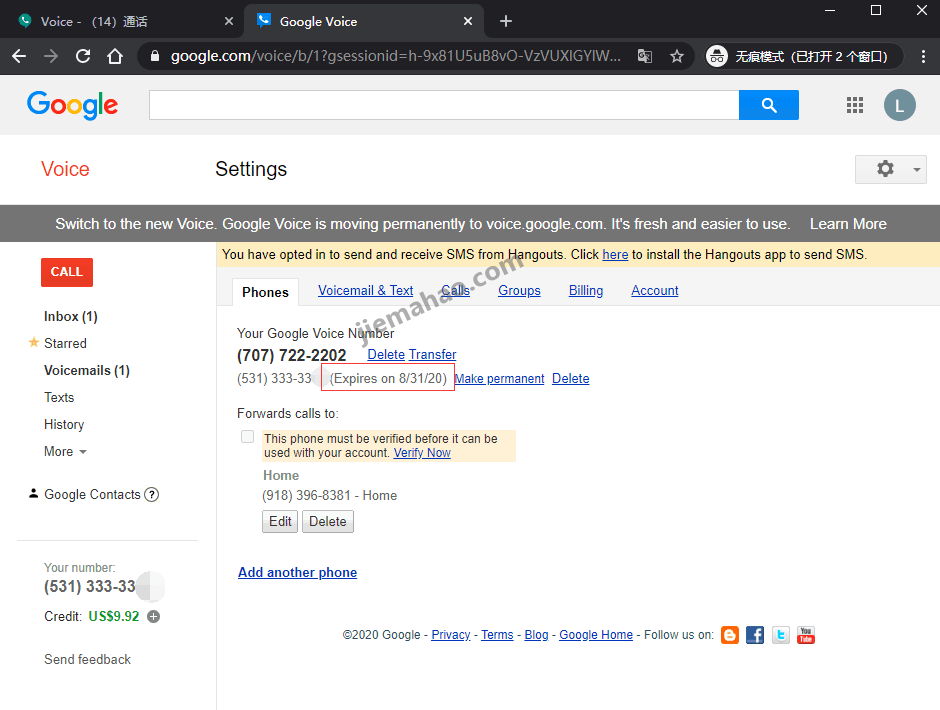 Voice - （14）通话
Google Voice
google.com/voice/b/1?gsessionid=h-9x81U5uB8vO-VzVUXlGYlW...
无痕模式（已打开 2 个窗口）
Google
L
Voice
Settings
Switch to the new Voice. Google Voice is moving permanently to voice.google.com. It's fresh and easier to use. Learn More
CALL
Inbox (1)
Starred
Voicemails (1)
Texts
History
More
Google Contacts ?
Your number:
(531) 333-33
Credit: US$9.92
Send feedback
You have opted in to send and receive SMS from Hangouts. Click here to install the Hangouts app to send SMS.
Phones Voicemail & Text Calls Groups Billing Account
jiemahao.com
Your Google Voice Number
(707) 722-2202 Delete Transfer
(531) 333-33 (Expires on 8/31/20) Make permanent Delete
Forwards calls to:
This phone must be verified before it can be
used with your account. Verify Now
Home
(918) 396-8381 - Home
Edit Delete
Add another phone
©2020 Google - Privacy - Terms - Blog - Google Home - Follow us on:
You Tube